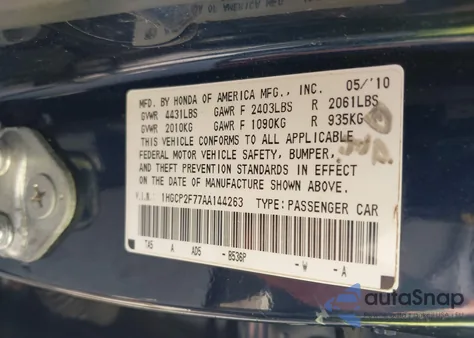 MFD. BY HONDA OF AMERICA MFG., INC. 05/'10
GVWR 4431LBS GAWR F 2403LBS R 2061LBS
GVWR 2010KG GAWR F 1090KG R 935KG
THIS VEHICLE CONFORMS TO ALL APPLICABLE
FEDERAL MOTOR VEHICLE SAFETY, BUMPER,
AND THEFT PREVENTION STANDARDS IN EFFECT
ON THE DATE OF MANUFACTURE SHOWN ABOVE.
V.I.N.: 1HGCP2F77AA144263 TYPE:PASSENGER CAR
T45 A AD5 - B536P - W - A
autoSnap